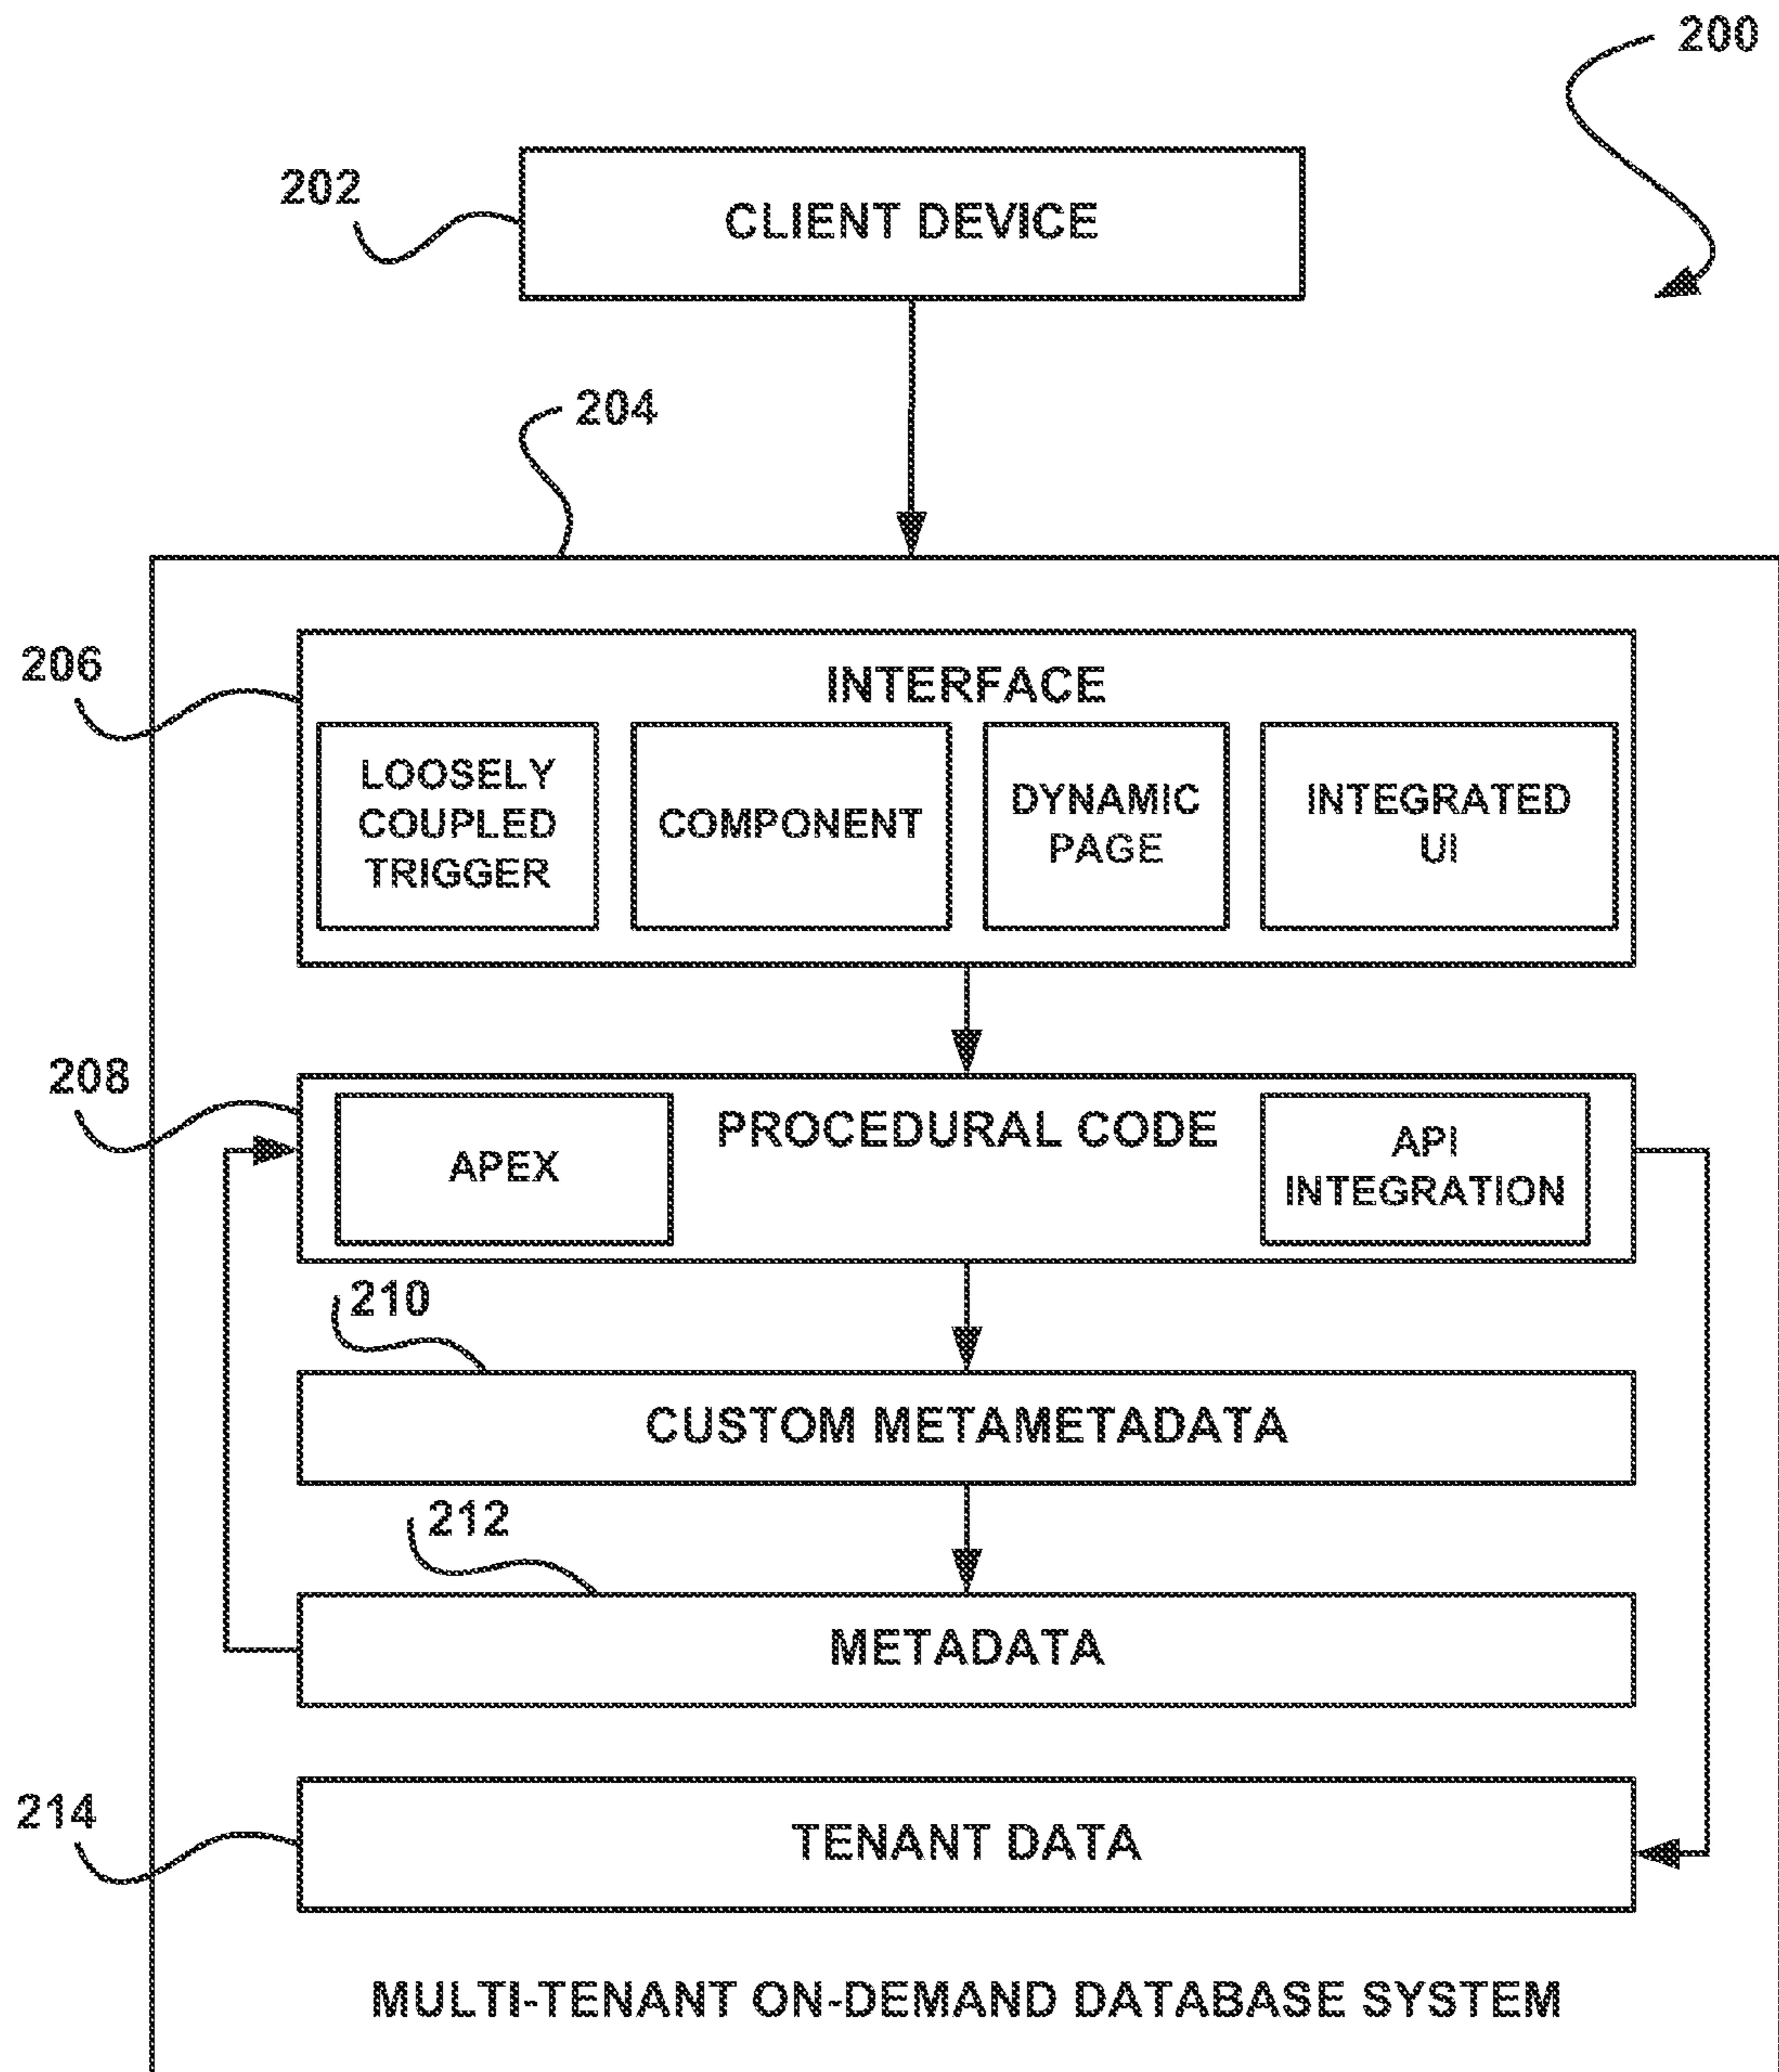 200
202
CLIENT DEVICE
204
206
INTERFACE
LOOSELY
COUPLED
TRIGGER
COMPONENT
DYNAMIC
PAGE
INTEGRATED
UI
208
PROCEDURAL CODE
APEX
API
INTEGRATION
210
CUSTOM METAMETADATA
212
METADATA
214
TENANT DATA
MULTI-TENANT ON-DEMAND DATABASE SYSTEM